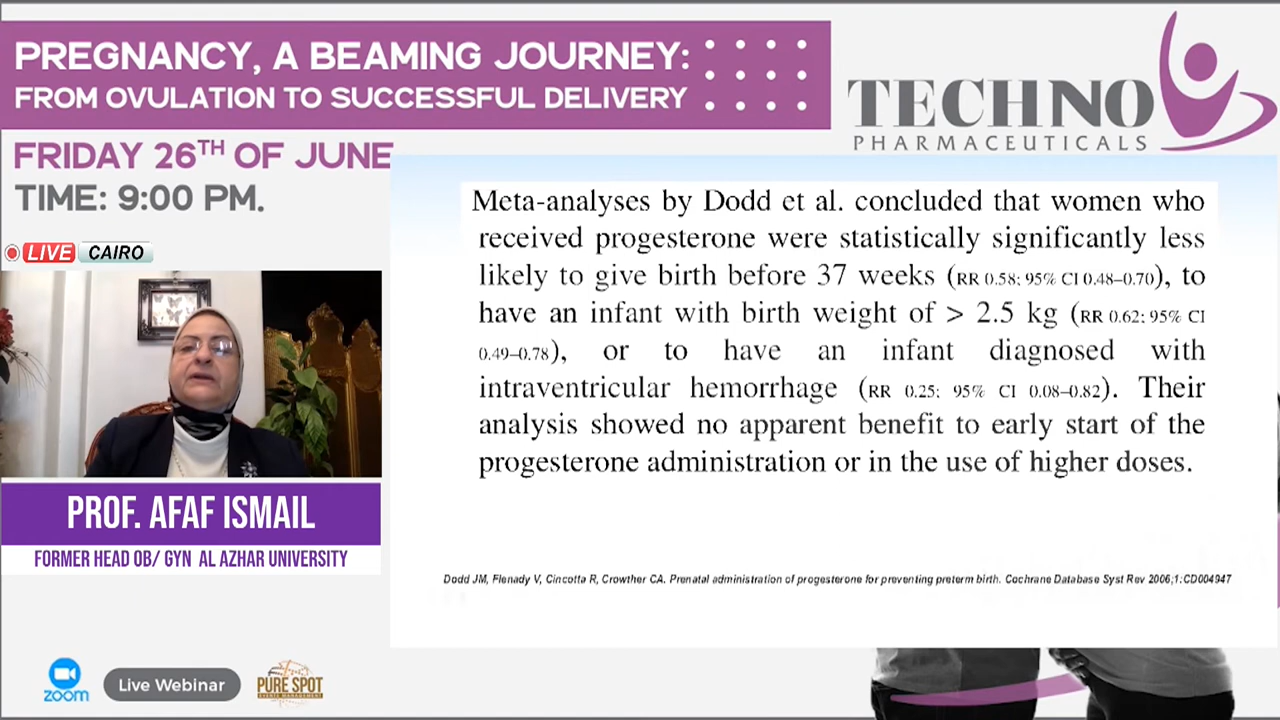 PREGNANCY, A BEAMING JOURNEY:
FROM OVULATION TO SUCCESSFUL DELIVERY
TECHNO
PHARMACEUTICALS
FRIDAY 26TH OF JUNE
TIME: 9:00 PM.
LIVE CAIRO
Meta-analyses by Dodd et al. concluded that women who
received progesterone were statistically significantly less
likely to give birth before 37 weeks (RR 0.58; 95% CI 0.48–0.70), to
have an infant with birth weight of > 2.5 kg (RR 0.62; 95% CI
0.49–0.78), or to have an infant diagnosed with
intraventricular hemorrhage (RR 0.25; 95% CI 0.08–0.82). Their
analysis showed no apparent benefit to early start of the
progesterone administration or in the use of higher doses.
PROF. AFAF ISMAIL
FORMER HEAD OB/ GYN AL AZHAR UNIVERSITY
Dodd JM, Flenady V, Cincotta R, Crowther CA. Prenatal administration of progesterone for preventing preterm birth. Cochrane Database Syst Rev 2006;1:CD004947
zoom
Live Webinar
PURE SPOT
EVENTS MANAGEMENT